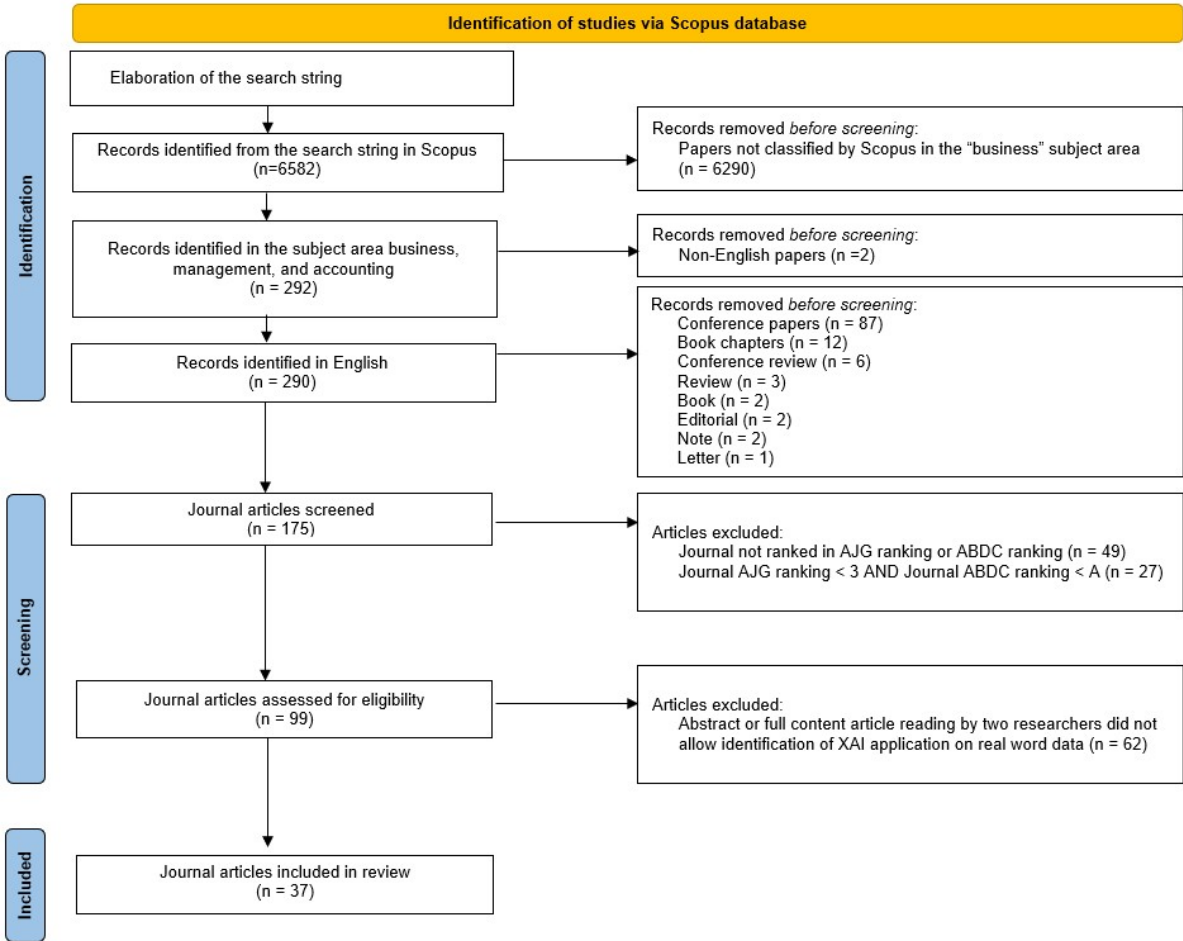 Identification of studies via Scopus database
Identification
Elaboration of the search string
Records identified from the search string in Scopus
(n=6582)
Records removed before screening:
Papers not classified by Scopus in the “business” subject area
(n = 6290)
Records identified in the subject area business,
management, and accounting
(n = 292)
Records removed before screening:
Non-English papers (n =2)
Records identified in English
(n = 290)
Records removed before screening:
Conference papers (n = 87)
Book chapters (n = 12)
Conference review (n = 6)
Review (n = 3)
Book (n = 2)
Editorial (n = 2)
Note (n = 2)
Letter (n = 1)
Screening
Journal articles screened
(n = 175)
Articles excluded:
Journal not ranked in AJG ranking or ABDC ranking (n = 49)
Journal AJG ranking < 3 AND Journal ABDC ranking < A (n = 27)
Journal articles assessed for eligibility
(n = 99)
Articles excluded:
Abstract or full content article reading by two researchers did not
allow identification of XAI application on real word data (n = 62)
Included
Journal articles included in review
(n = 37)